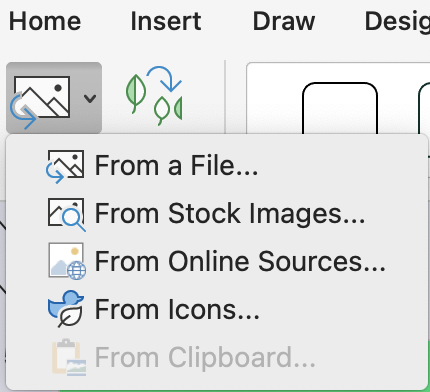 Home Insert Draw Desig
From a File...
From Stock Images...
From Online Sources...
From Icons...
From Clipboard...